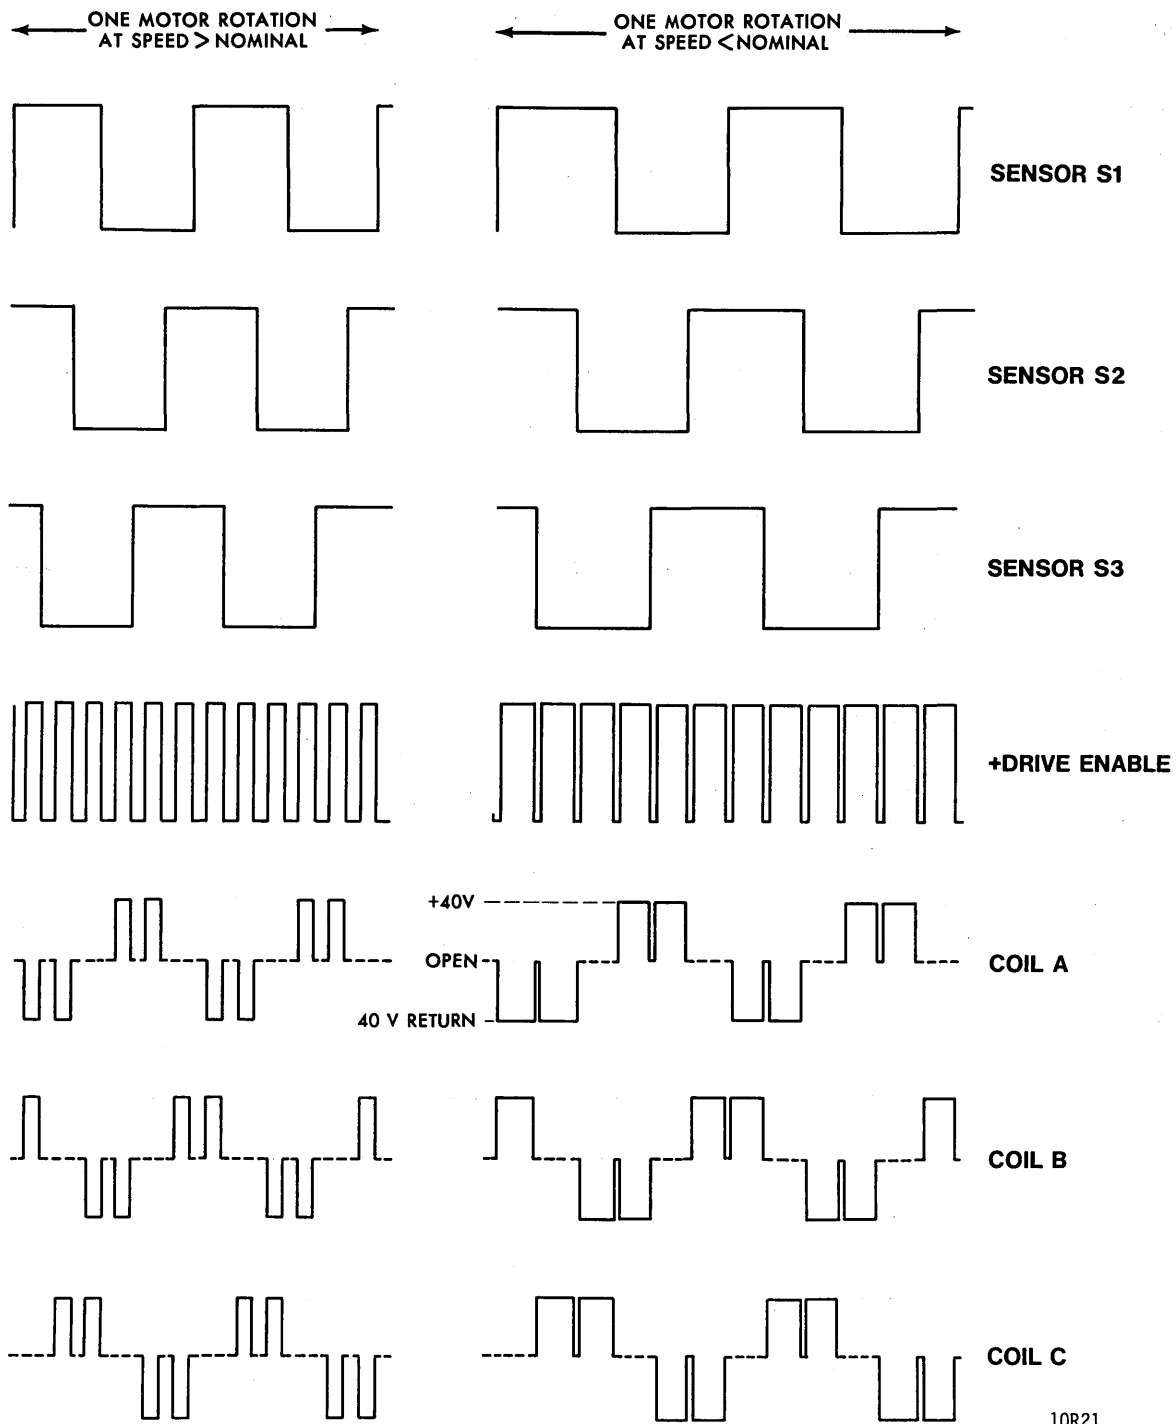 ONE MOTOR ROTATION
AT SPEED > NOMINAL
ONE MOTOR ROTATION
AT SPEED < NOMINAL
SENSOR S1
SENSOR S2
SENSOR S3
+DRIVE ENABLE
+40V
OPEN
COIL A
40 V RETURN
COIL B
COIL C
10R21